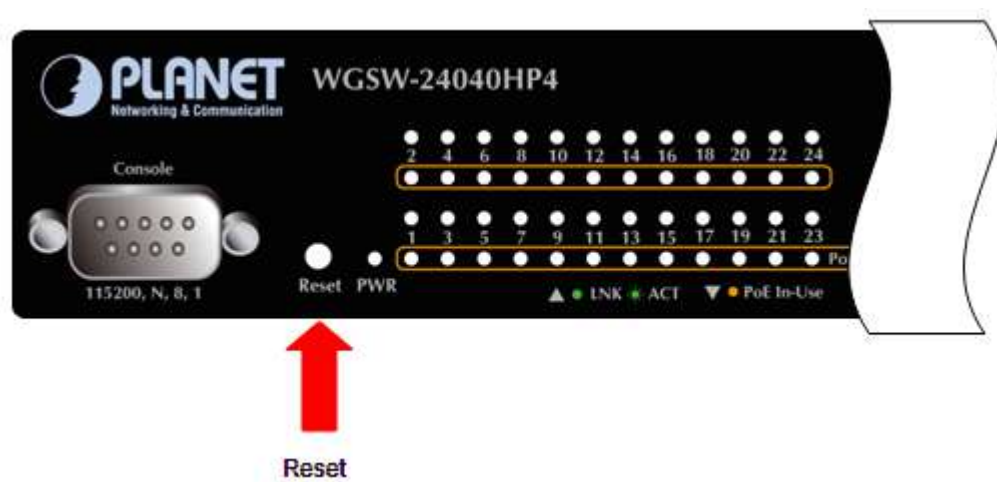 PLANET
Networking & Communication
WGSW-24040HP4
2 4 6 8 10 12 14 16 18 20 22 24
Console
1 3 5 7 9 11 13 15 17 19 21 23
115200, N, 8, 1
Reset
PWR
LNK ACT PoE In-Use
Reset